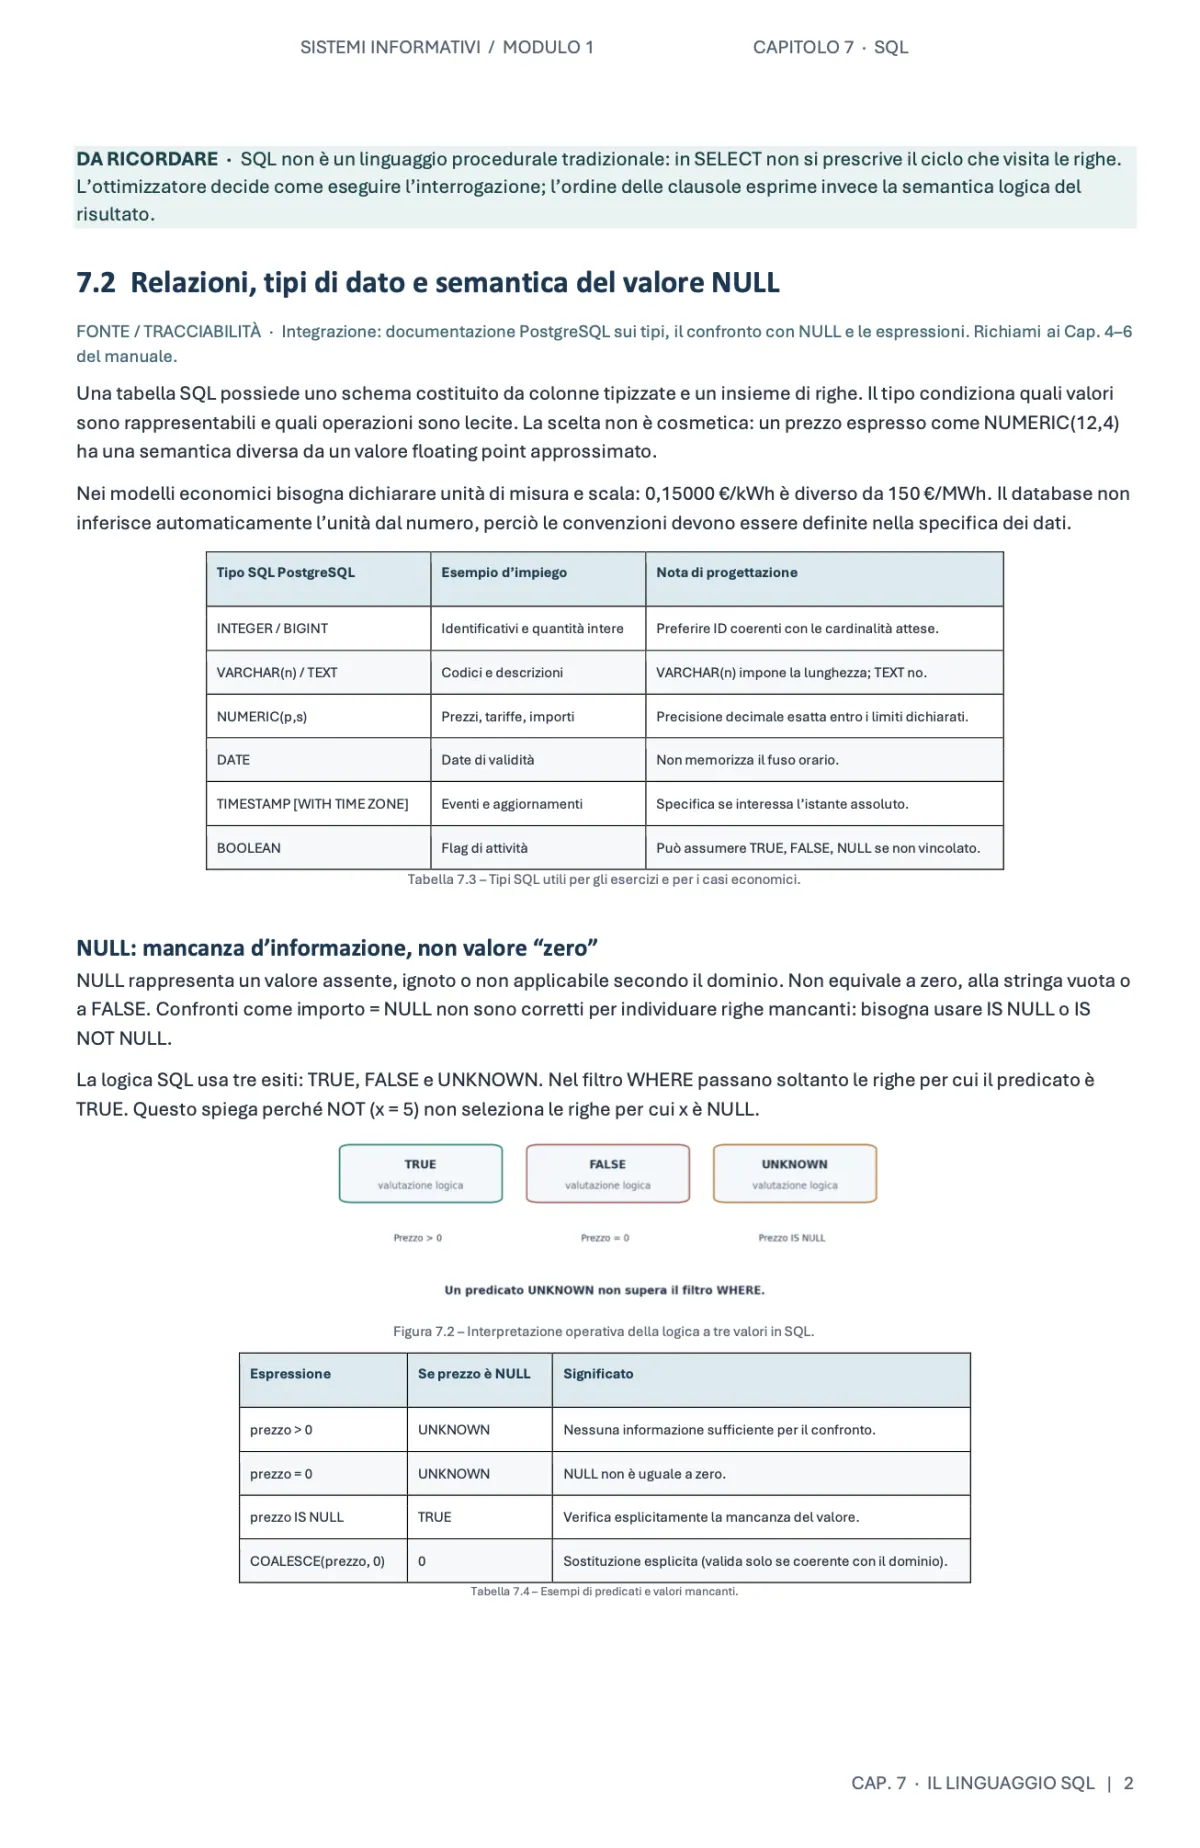 SISTEMI INFORMATIVI / MODULO 1 CAPITOLO 7 · SQL
DA RICORDARE · SQL non è un linguaggio procedurale tradizionale: in SELECT non si prescrive il ciclo che visita le righe.
L’ottimizzatore decide come eseguire l’interrogazione; l’ordine delle clausole esprime invece la semantica logica del
risultato.
7.2 Relazioni, tipi di dato e semantica del valore NULL
FONTE / TRACCIABILITÀ · Integrazione: documentazione PostgreSQL sui tipi, il confronto con NULL e le espressioni. Richiami ai Cap. 4–6
del manuale.
Una tabella SQL possiede uno schema costituito da colonne tipizzate e un insieme di righe. Il tipo condiziona quali valori
sono rappresentabili e quali operazioni sono lecite. La scelta non è cosmetica: un prezzo espresso come NUMERIC(12,4)
ha una semantica diversa da un valore floating point approssimato.
Nei modelli economici bisogna dichiarare unità di misura e scala: 0,15000 €/kWh è diverso da 150 €/MWh. Il database non
inferisce automaticamente l’unità dal numero, perciò le convenzioni devono essere definite nella specifica dei dati.
Tipo SQL PostgreSQL Esempio d’impiego Nota di progettazione
INTEGER / BIGINT Identificativi e quantità intere Preferire ID coerenti con le cardinalità attese.
VARCHAR(n) / TEXT Codici e descrizioni VARCHAR(n) impone la lunghezza; TEXT no.
NUMERIC(p,s) Prezzi, tariffe, importi Precisione decimale esatta entro i limiti dichiarati.
DATE Date di validità Non memorizza il fuso orario.
TIMESTAMP [WITH TIME ZONE] Eventi e aggiornamenti Specifica se interessa l’istante assoluto.
BOOLEAN Flag di attività Può assumere TRUE, FALSE, NULL se non vincolato.
Tabella 7.3 – Tipi SQL utili per gli esercizi e per i casi economici.
NULL: mancanza d’informazione, non valore “zero”
NULL rappresenta un valore assente, ignoto o non applicabile secondo il dominio. Non equivale a zero, alla stringa vuota o
a FALSE. Confronti come importo = NULL non sono corretti per individuare righe mancanti: bisogna usare IS NULL o IS
NOT NULL.
La logica SQL usa tre esiti: TRUE, FALSE e UNKNOWN. Nel filtro WHERE passano soltanto le righe per cui il predicato è
TRUE. Questo spiega perché NOT (x = 5) non seleziona le righe per cui x è NULL.
TRUE FALSE UNKNOWN
valutazione logica valutazione logica valutazione logica
Prezzo > 0 Prezzo = 0 Prezzo IS NULL
Un predicato UNKNOWN non supera il filtro WHERE.
Figura 7.2 – Interpretazione operativa della logica a tre valori in SQL.
Espressione Se prezzo è NULL Significato
prezzo > 0 UNKNOWN Nessuna informazione sufficiente per il confronto.
prezzo = 0 UNKNOWN NULL non è uguale a zero.
prezzo IS NULL TRUE Verifica esplicitamente la mancanza del valore.
COALESCE(prezzo, 0) 0 Sostituzione esplicita (valida solo se coerente con il dominio).
Tabella 7.4 – Esempi di predicati e valori mancanti.
CAP. 7 · IL LINGUAGGIO SQL | 2